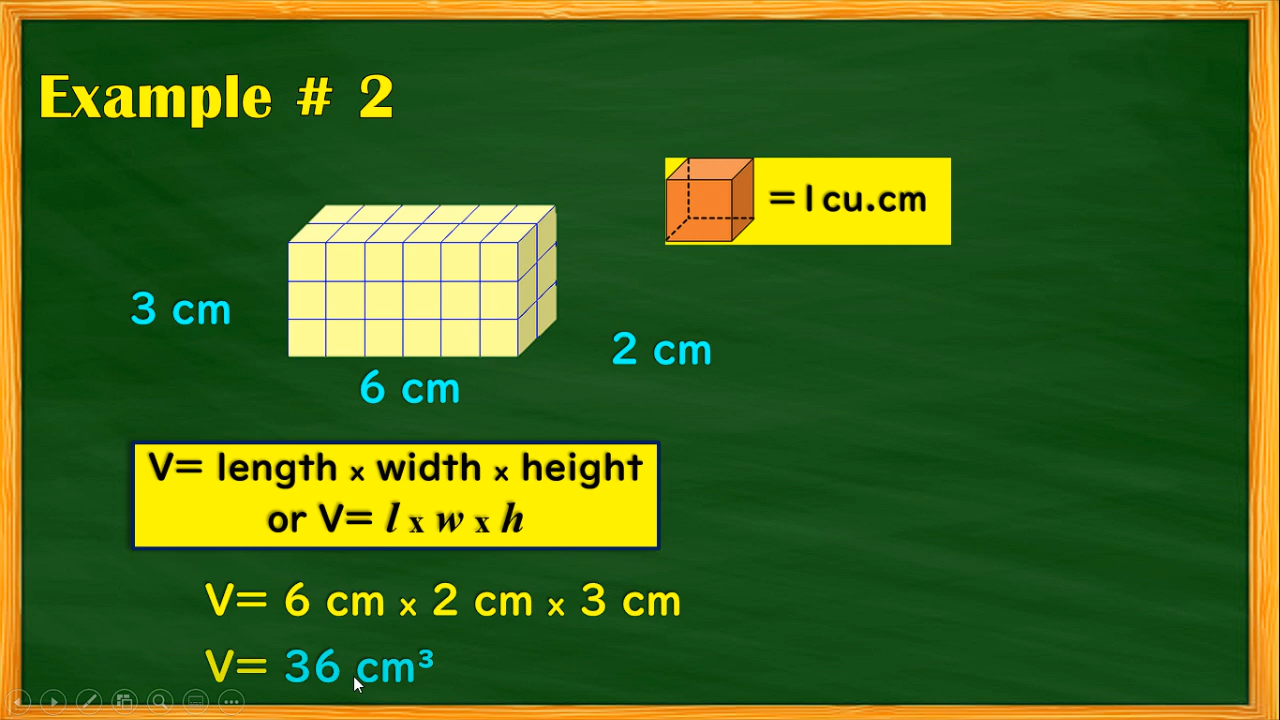 Example # 2
= 1 cu.cm
3 cm
2 cm
6 cm
V= length x width x height
or V= l x w x h
V= 6 cm x 2 cm x 3 cm
V= 36 cm³